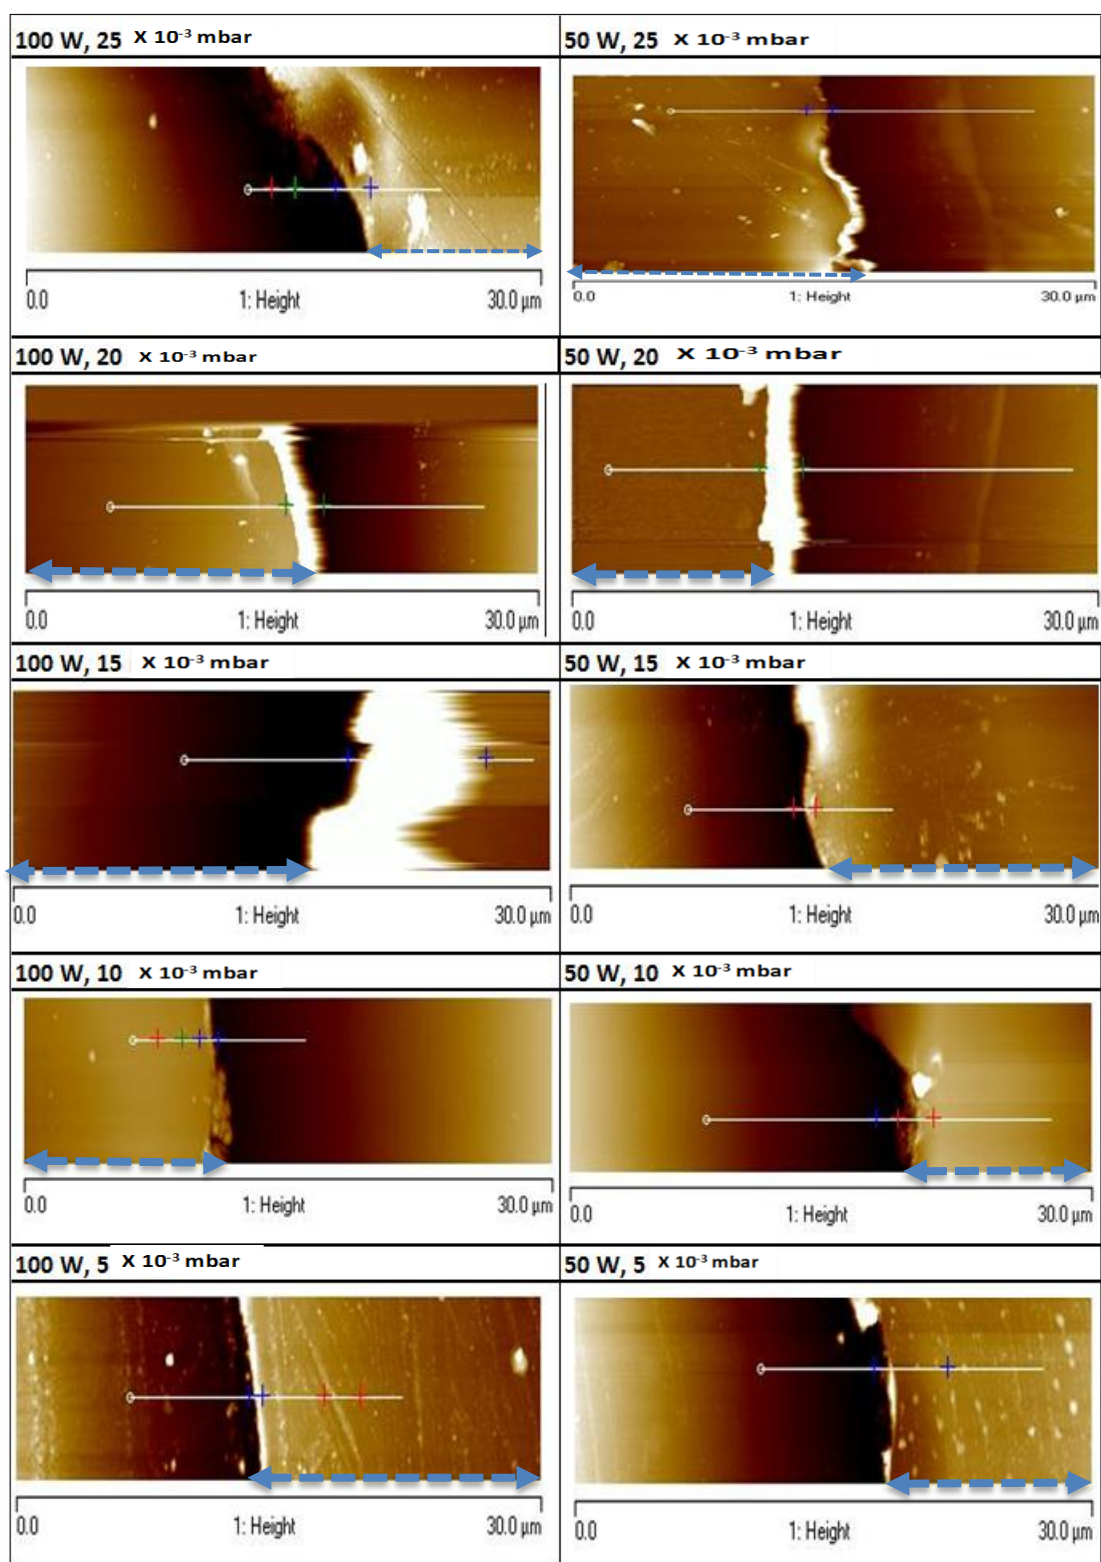 100 W, 25 X 10⁻³ mbar
50 W, 25 X 10⁻³ mbar
0.0 1: Height 30.0 µm
0.0 1: Height 30.0 µm
100 W, 20 X 10⁻³ mbar
50 W, 20 X 10⁻³ mbar
0.0 1: Height 30.0 µm
0.0 1: Height 30.0 µm
100 W, 15 X 10⁻³ mbar
50 W, 15 X 10⁻³ mbar
0.0 1: Height 30.0 µm
0.0 1: Height 30.0 µm
100 W, 10 X 10⁻³ mbar
50 W, 10 X 10⁻³ mbar
0.0 1: Height 30.0 µm
0.0 1: Height 30.0 µm
100 W, 5 X 10⁻³ mbar
50 W, 5 X 10⁻³ mbar
0.0 1: Height 30.0 µm
0.0 1: Height 30.0 µm